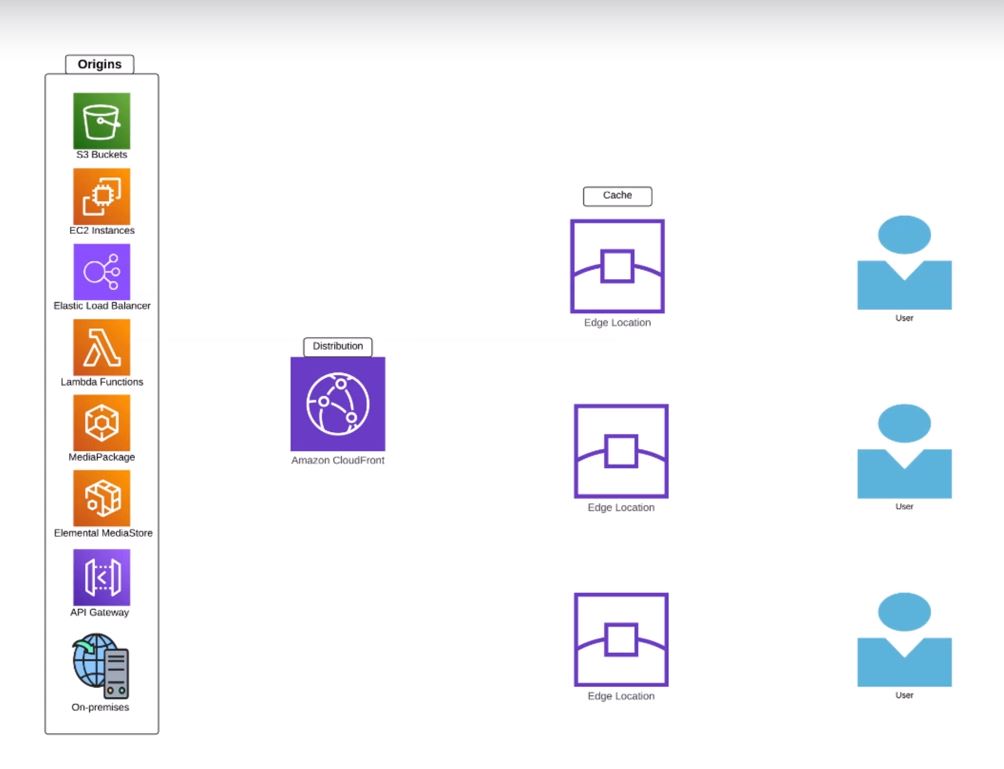 Origins
S3 Buckets
EC2 Instances
Elastic Load Balancer
Lambda Functions
MediaPackage
Elemental MediaStore
API Gateway
On-premises
Distribution
Amazon CloudFront
Cache
Edge Location
Edge Location
Edge Location
User
User
User